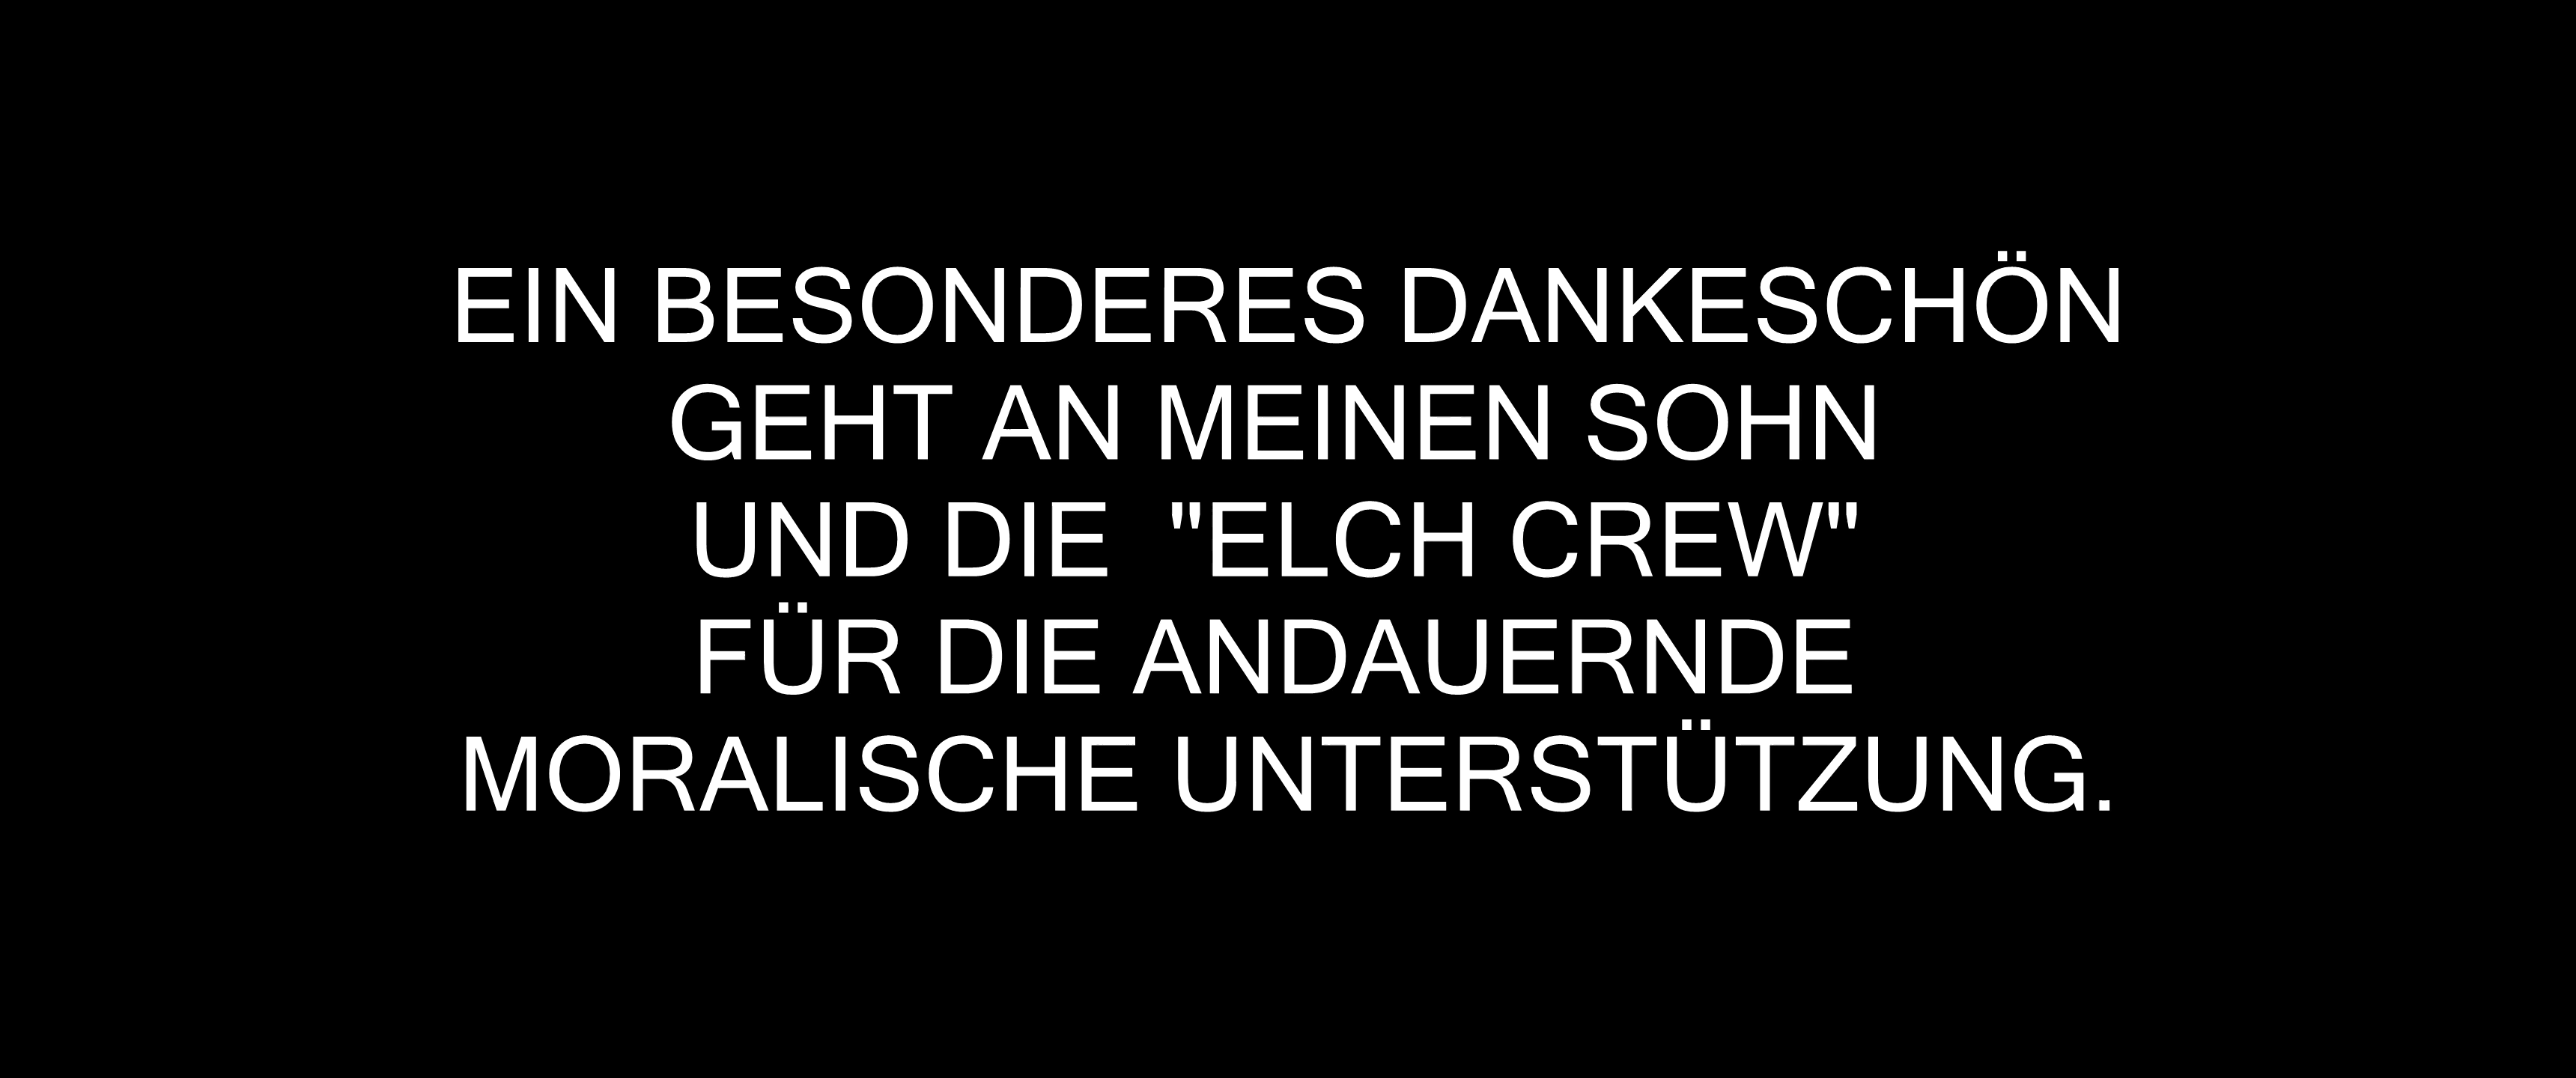 EIN BESONDERES DANKESCHÖN
GEHT AN MEINEN SOHN
UND DIE  "ELCH CREW"
FÜR DIE ANDAUERNDE
MORALISCHE UNTERSTÜTZUNG.